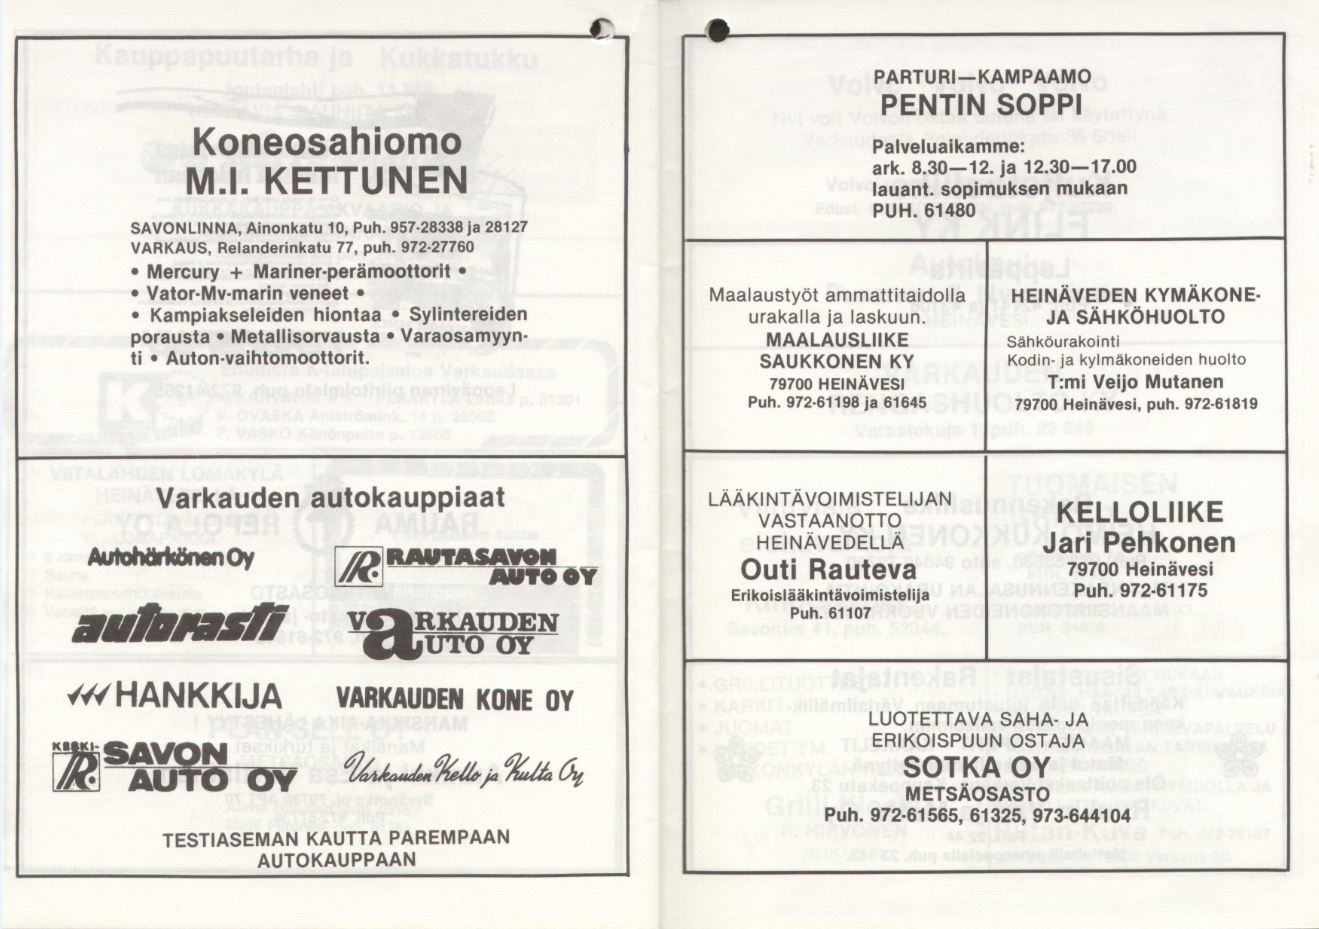 Koneosahiomo
M.I. KETTUNEN
SAVONLINNA, Ainonkatu 10, Puh. 957-28338 ja 28127
VARKAUS, Relanderinkatu 77, puh. 972-27760
• Mercury + Mariner-perämoottorit •
• Vator-Mv-marin veneet •
• Kampiakseleiden hiontaa • Sylintereiden
porausta • Metallisorvausta • Varaosamyyn-
ti • Auton-vaihtomoottorit.
Varkauden autokauppiaat
Autohärkönen Oy
R. RAUTASAVON
AUTO OY
autorasti
VARKAUDEN
AUTO OY
HANKKIJA
VARKAUDEN KONE OY
KESKI-
R. SAVON
AUTO OY
Varkauden Kello ja Kulta Oy
TESTIASEMAN KAUTTA PAREMPAAN
AUTOKAUPPAAN
PARTURI—KAMPAAMO
PENTIN SOPPI
Palveluaikamme:
ark. 8.30—12. ja 12.30—17.00
lauant. sopimuksen mukaan
PUH. 61480
Maalaustyöt ammattitaidolla
urakalla ja laskuun.
MAALAUSLIIKE
SAUKKONEN KY
79700 HEINÄVESI
Puh. 972-61198 ja 61645
HEINÄVEDEN KYMÄKONE-
JA SÄHKÖHUOLTO
Sähköurakointi
Kodin- ja kylmäkoneiden huolto
T:mi Veijo Mutanen
79700 Heinävesi, puh. 972-61819
LÄÄKINTÄVOIMISTELIJAN
VASTAANOTTO
HEINÄVEDELLÄ
Outi Rauteva
Erikoislääkintävoimistelija
Puh. 61107
KELLOLIIKE
Jari Pehkonen
79700 Heinävesi
Puh. 972-61175
LUOTETTAVA SAHA- JA
ERIKOISPUUN OSTAJA
SOTKA OY
METSÄOSASTO
Puh. 972-61565, 61325, 973-644104